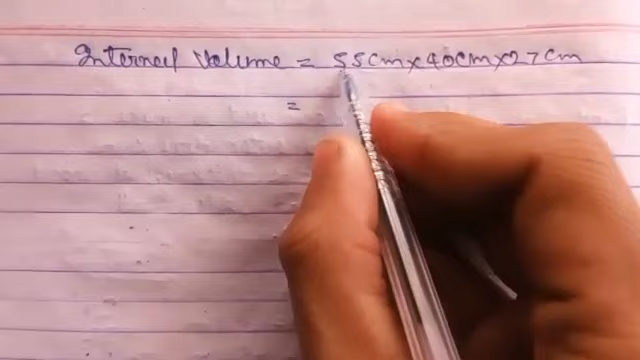 Internal Volume = 55cm×40cm×27cm
=